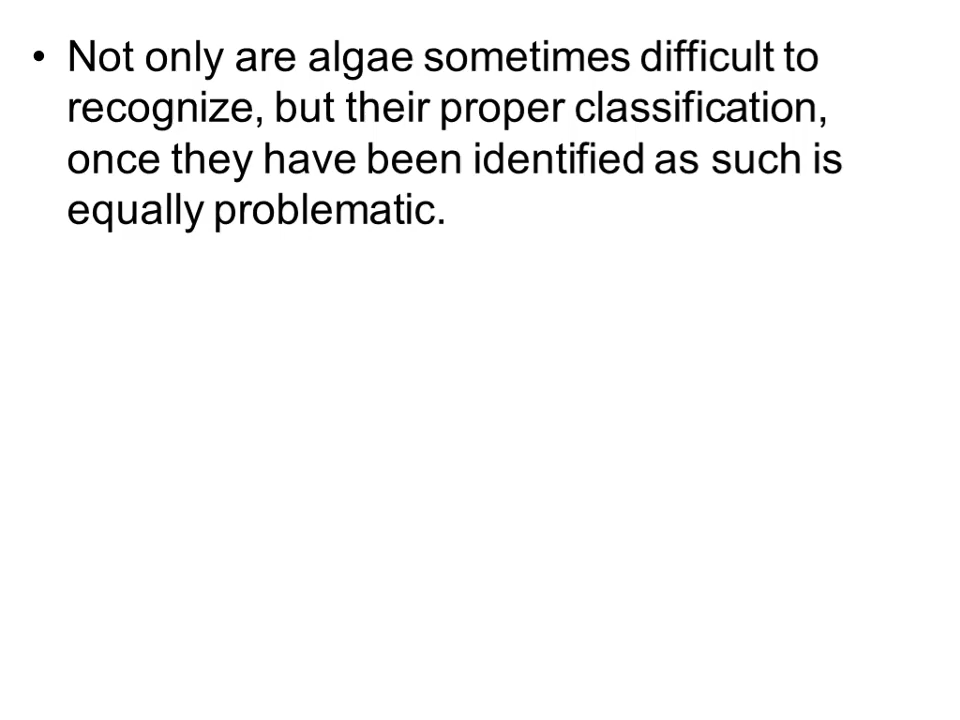 • Not only are algae sometimes difficult to
recognize, but their proper classification,
once they have been identified as such is
equally problematic.